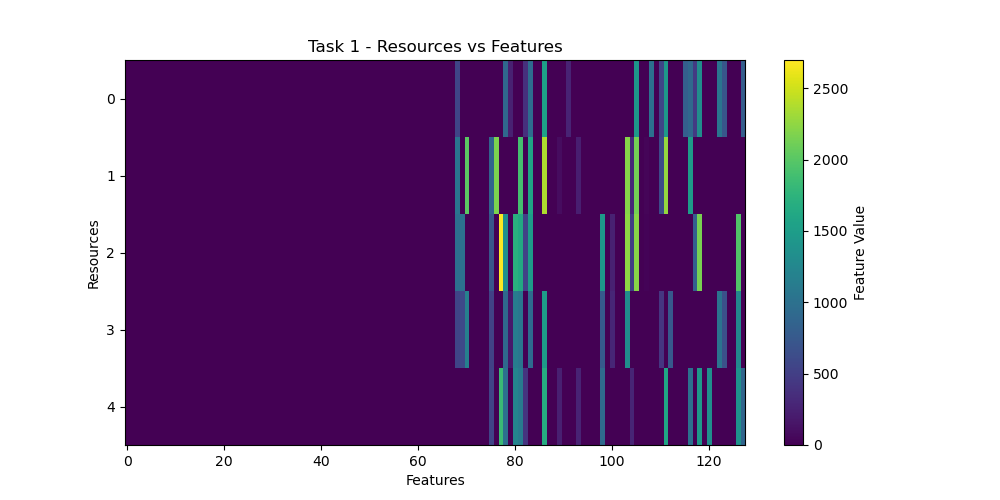 Task 1 - Resources vs Features
0
1
2
3
4
Resources
0 20 40 60 80 100 120
Features
2500
2000
1500
1000
500
0
Feature Value